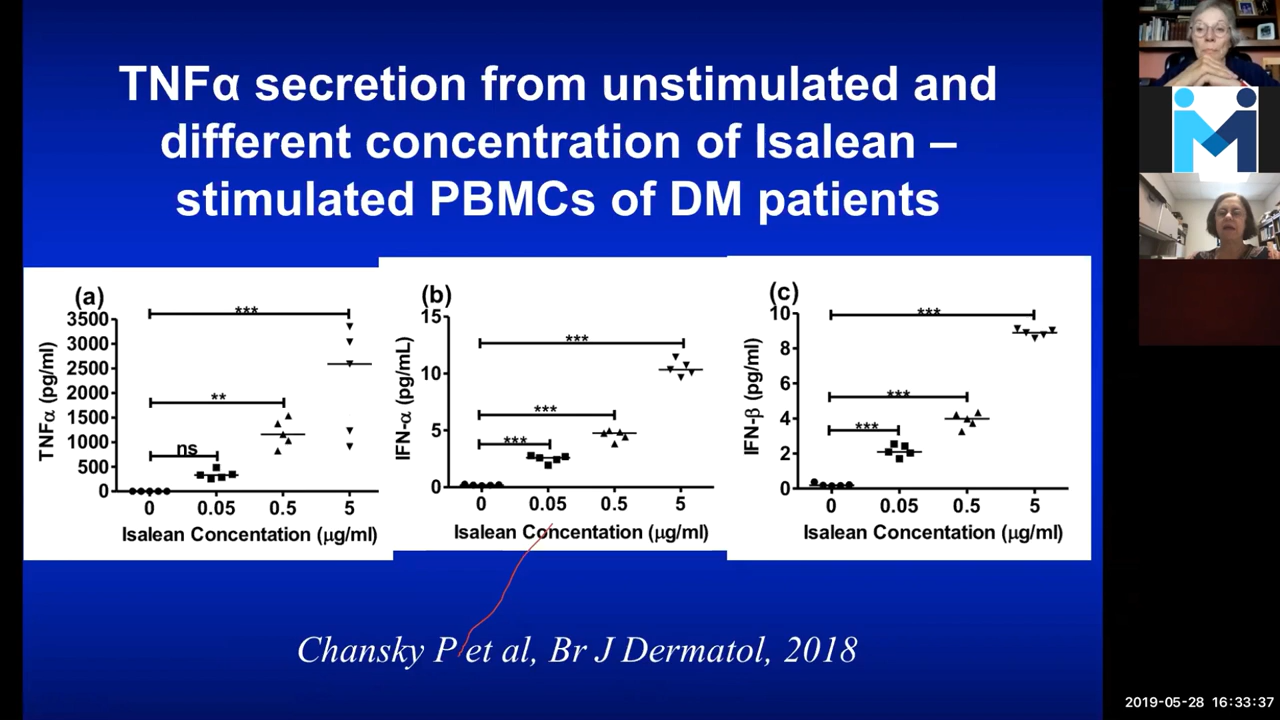 TNFα secretion from unstimulated and
different concentration of Isalean –
stimulated PBMCs of DM patients
(a)
TNFα (pg/ml)
3500
3000
2500
2000
1500
1000
500
0
***
**
ns
0 0.05 0.5 5
Isalean Concentation (μg/ml)
(b)
IFN-α (pg/mL)
15
10
5
0
***
***
***
0 0.05 0.5 5
Isalean Concentation (μg/ml)
(c)
IFN-β (pg/ml)
10
8
6
4
2
0
***
***
***
0 0.05 0.5 5
Isalean Concentation (μg/ml)
Chansky P et al, Br J Dermatol, 2018
2019-05-28 16:33:37